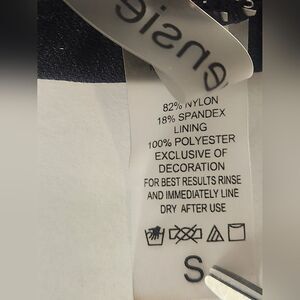 ensie
82% NYLON
18% SPANDEX
LINING
100% POLYESTER
EXCLUSIVE OF
DECORATION
FOR BEST RESULTS RINSE
AND IMMEDIATELY LINE
DRY AFTER USE
S